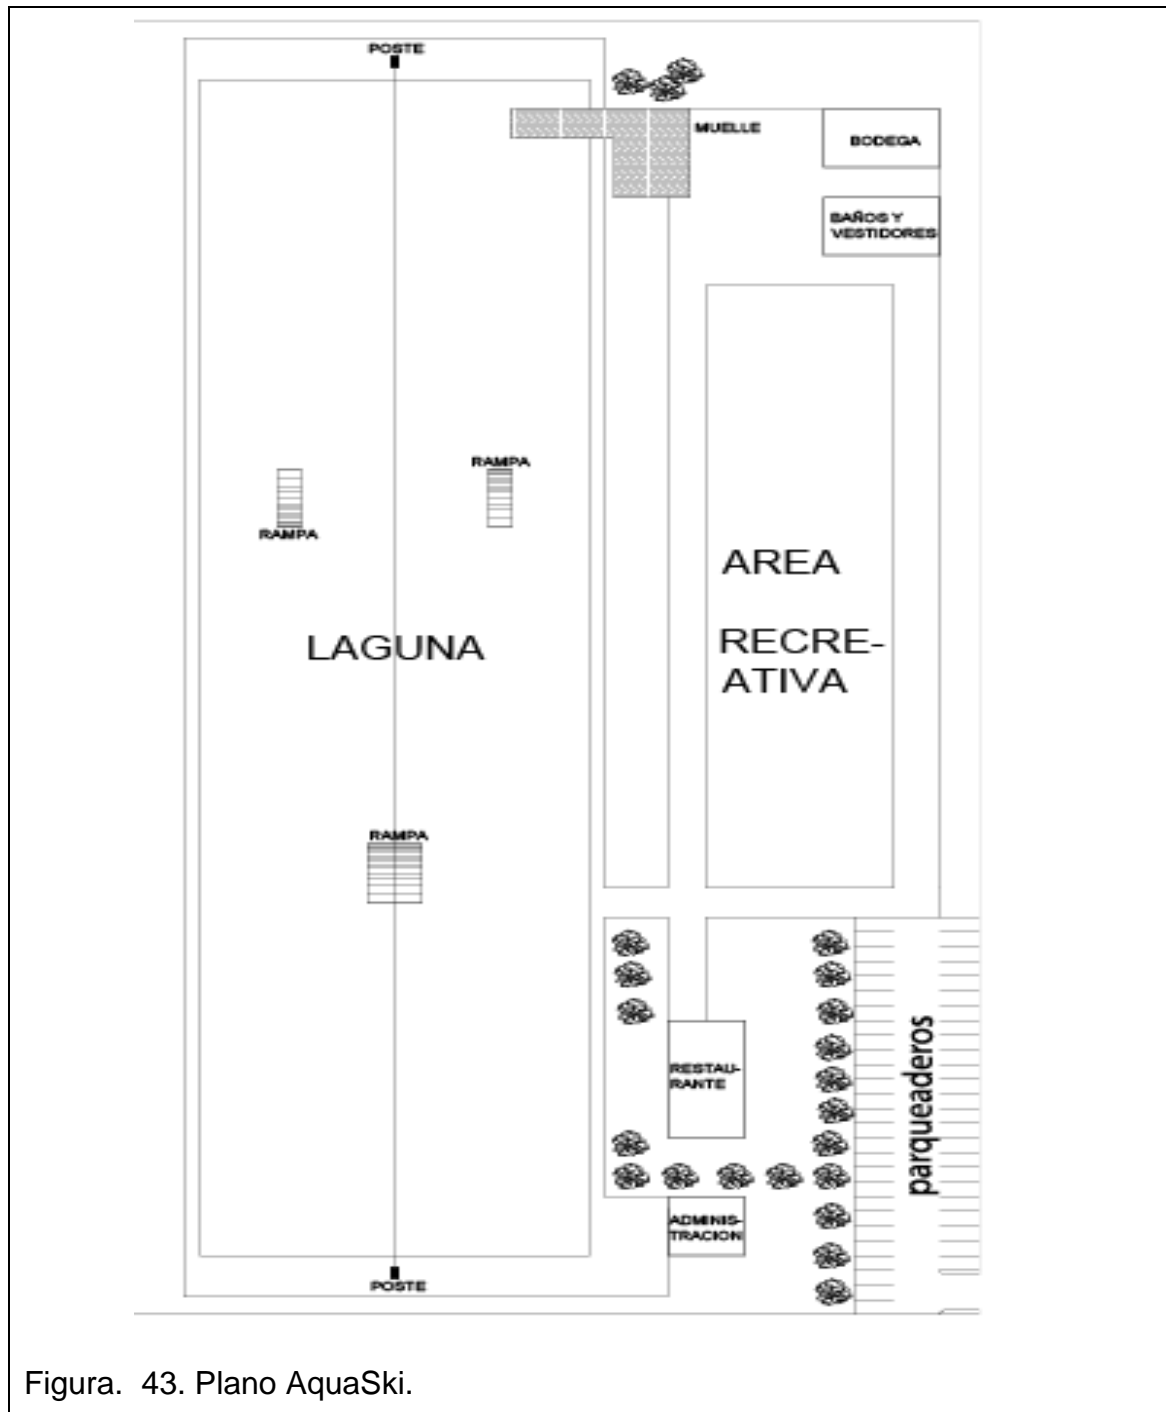 POSTE
MUELLE
BODEGA
BAÑOS Y
VESTIDORES
RAMPA
RAMPA
AREA
RECRE-
ATIVA
LAGUNA
RAMPA
RESTAU-
RANTE
parqueaderos
ADMINIS-
TRACION
POSTE
Figura. 43. Plano AquaSki.